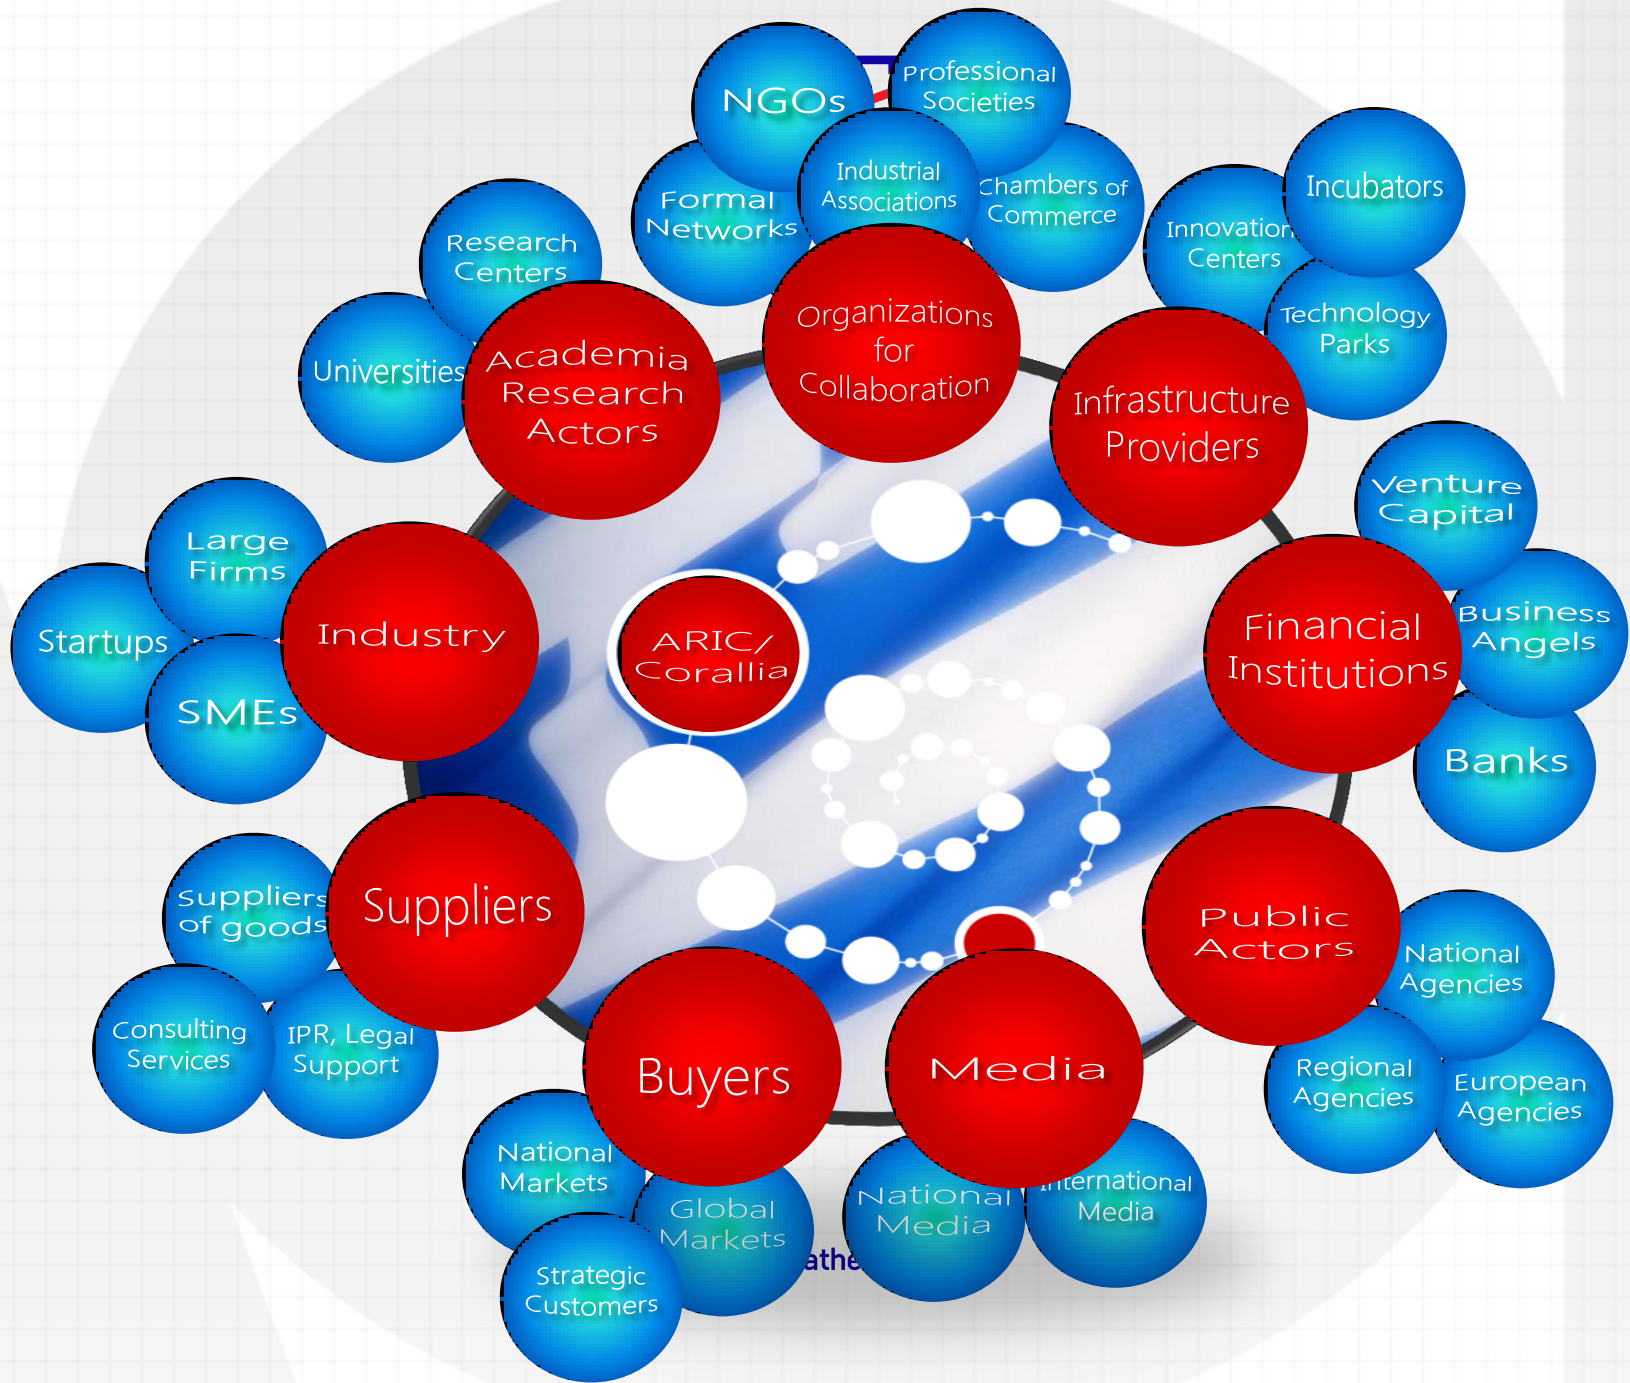 NGOs
Professional
Societies
Industrial
Associations
Formal
Networks
Chambers of
Commerce
Organizations
for
Collaboration
Incubators
Innovation
Centers
Technology
Parks
Infrastructure
Providers
Research
Centers
Universities
Academia
Research
Actors
Venture
Capital
Business
Angels
Banks
Financial
Institutions
Large
Firms
Startups
SMEs
Industry
ARIC/
Corallia
Suppliers
of goods
Consulting
Services
IPR, Legal
Support
Suppliers
Public
Actors
National
Agencies
Regional
Agencies
European
Agencies
Buyers
National
Markets
Global
Markets
Strategic
Customers
Media
National
Media
International
Media